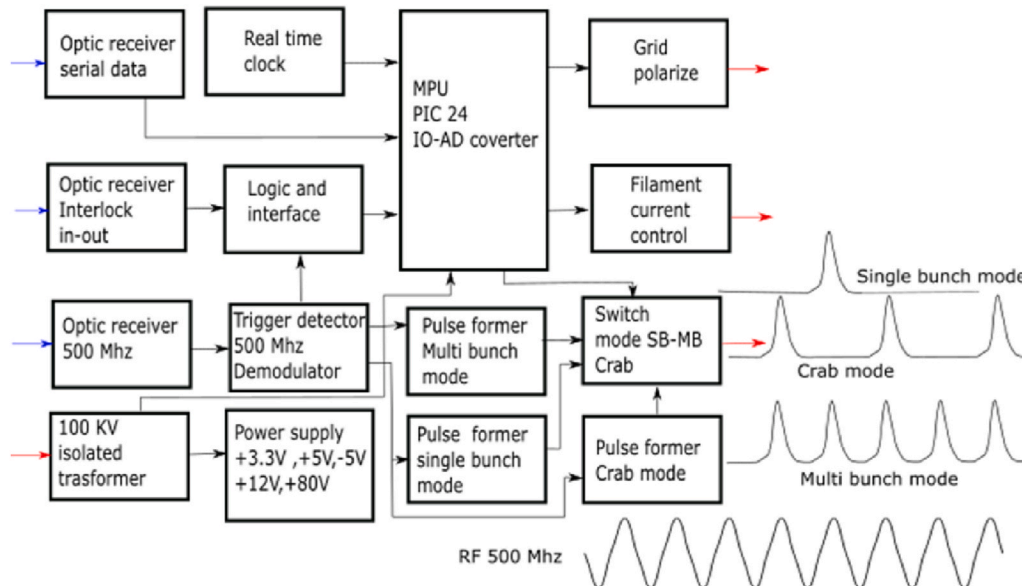 Optic receiver
serial data
Real time
clock
MPU
PIC 24
IO-AD coverter
Grid
polarize
Optic receiver
Interlock
in-out
Logic and
interface
Filament
current
control
Single bunch mode
Optic receiver
500 Mhz
Trigger detector
500 Mhz
Demodulator
Pulse former
Multi bunch
mode
Switch
mode SB-MB
Crab
Crab mode
100 KV
isolated
trasformer
Power supply
+3.3V ,+5V,-5V
+12V,+80V
Pulse former
single bunch
mode
Pulse former
Crab mode
Multi bunch mode
RF 500 Mhz